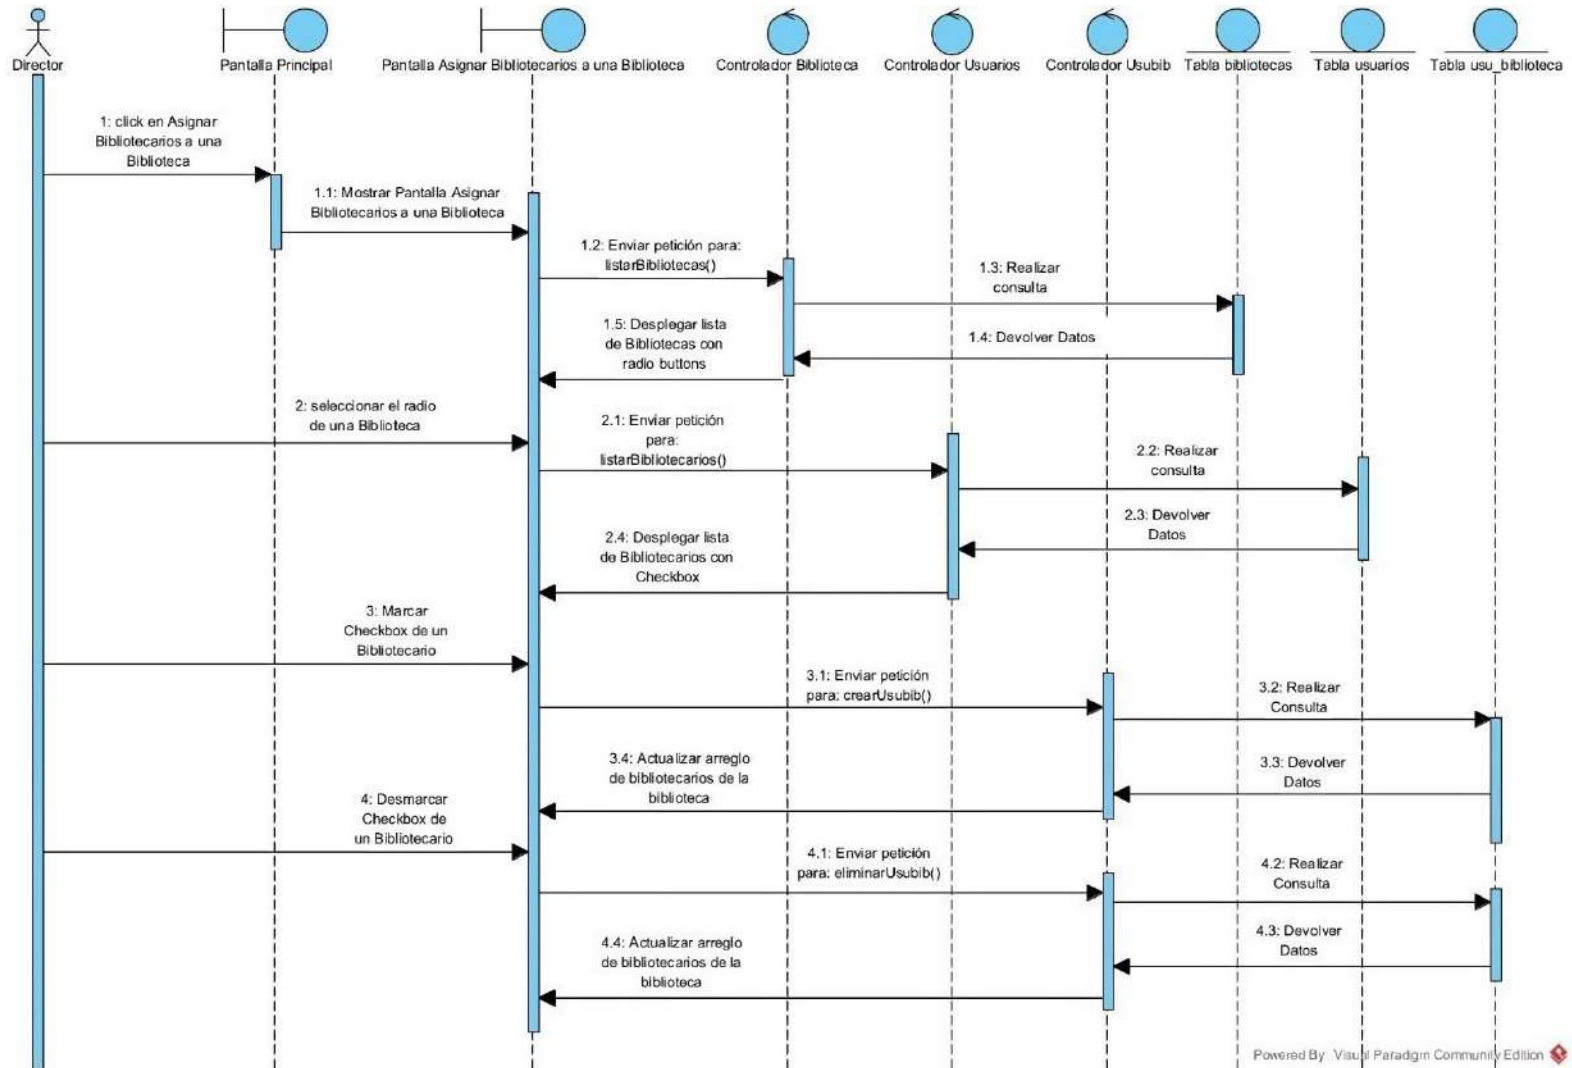 Director
Pantalla Principal
Pantalla Asignar Bibliotecarios a una Biblioteca
Controlador Biblioteca
Controlador Usuarios
Controlador Usubib
Tabla bibliotecas
Tabla usuarios
Tabla usu_biblioteca
1: click en Asignar
Bibliotecarios a una
Biblioteca
1.1: Mostrar Pantalla Asignar
Bibliotecarios a una Biblioteca
1.2: Enviar petición para:
listarBibliotecas()
1.3: Realizar
consulta
1.4: Devolver Datos
1.5: Desplegar lista
de Bibliotecas con
radio buttons
2: seleccionar el radio
de una Biblioteca
2.1: Enviar petición
para:
listarBibliotecarios()
2.2: Realizar
consulta
2.3: Devolver
Datos
2.4: Desplegar lista
de Bibliotecarios con
Checkbox
3: Marcar
Checkbox de un
Bibliotecario
3.1: Enviar petición
para: crearUsubib()
3.2: Realizar
Consulta
3.3: Devolver
Datos
3.4: Actualizar arreglo
de bibliotecarios de la
biblioteca
4: Desmarcar
Checkbox de
un Bibliotecario
4.1: Enviar petición
para: eliminarUsubib()
4.2: Realizar
Consulta
4.3: Devolver
Datos
4.4: Actualizar arreglo
de bibliotecarios de la
biblioteca
Powered By Visual Paradigm Community Edition